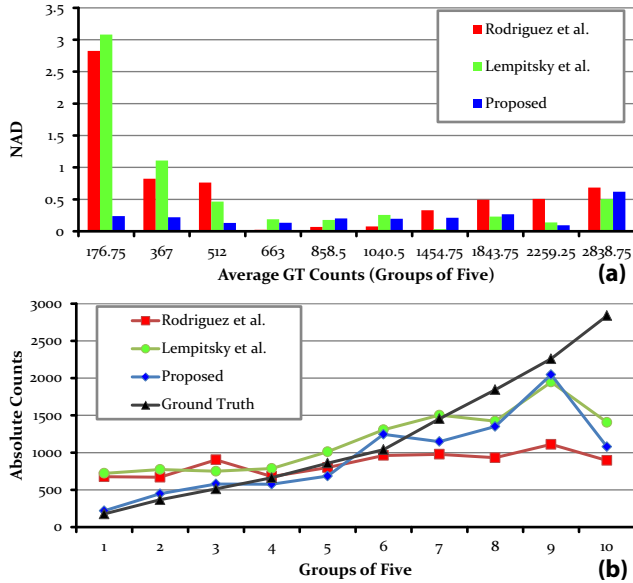 3.5
3
2.5
2
1.5
1
0.5
0
NAD
Rodriguez et al.
Lempitsky et al.
Proposed
176.75 367 512 663 858.5 1040.5 1454.75 1843.75 2259.25 2838.75
Average GT Counts (Groups of Five)
(a)
3000
2500
2000
1500
1000
500
0
Absolute Counts
Rodriguez et al.
Lempitsky et al.
Proposed
Ground Truth
1 2 3 4 5 6 7 8 9 10
Groups of Five
(b)